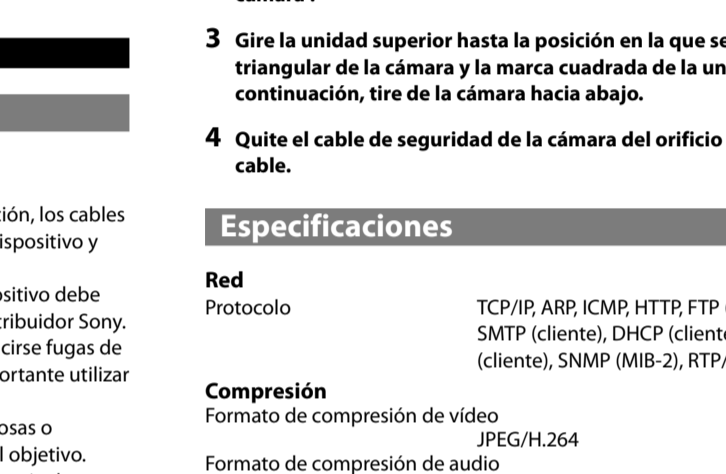 ión, los cables
ispositivo y
ositivo debe
tribuidor Sony.
cirse fugas de
ortante utilizar
osas o
l objetivo.
3 Gire la unidad superior hasta la posición en la que se
triangular de la cámara y la marca cuadrada de la un
continuación, tire de la cámara hacia abajo.
4 Quite el cable de seguridad de la cámara del orificio
cable.
Especificaciones
Red
Protocolo TCP/IP, ARP, ICMP, HTTP, FTP
SMTP (cliente), DHCP (client
(cliente), SNMP (MIB-2), RTP/
Compresión
Formato de compresión de vídeo
JPEG/H.264
Formato de compresión de audio